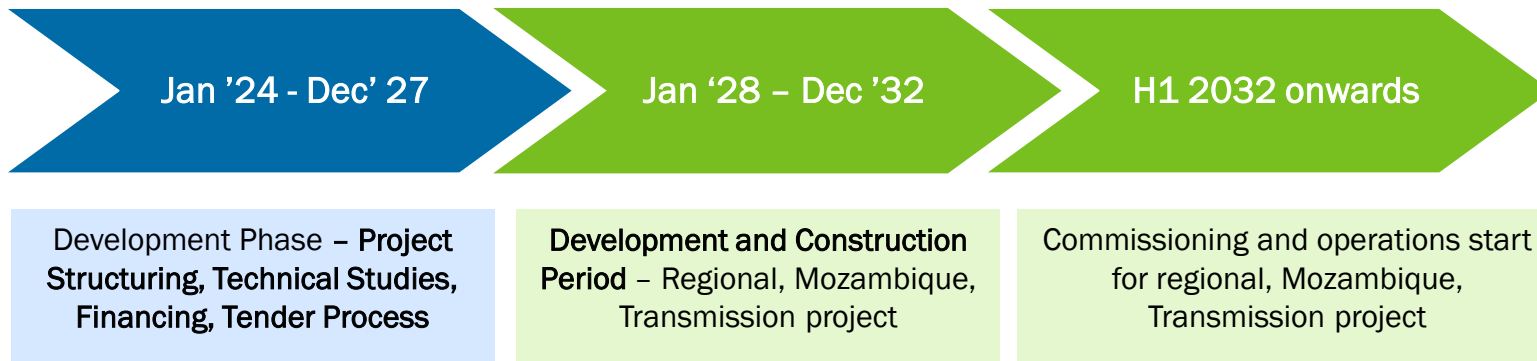 Jan ’24 - Dec’ 27
Jan ‘28 – Dec ’32
H1 2032 onwards
Development Phase – Project
Structuring, Technical Studies,
Financing, Tender Process
Development and Construction
Period – Regional, Mozambique,
Transmission project
Commissioning and operations start
for regional, Mozambique,
Transmission project